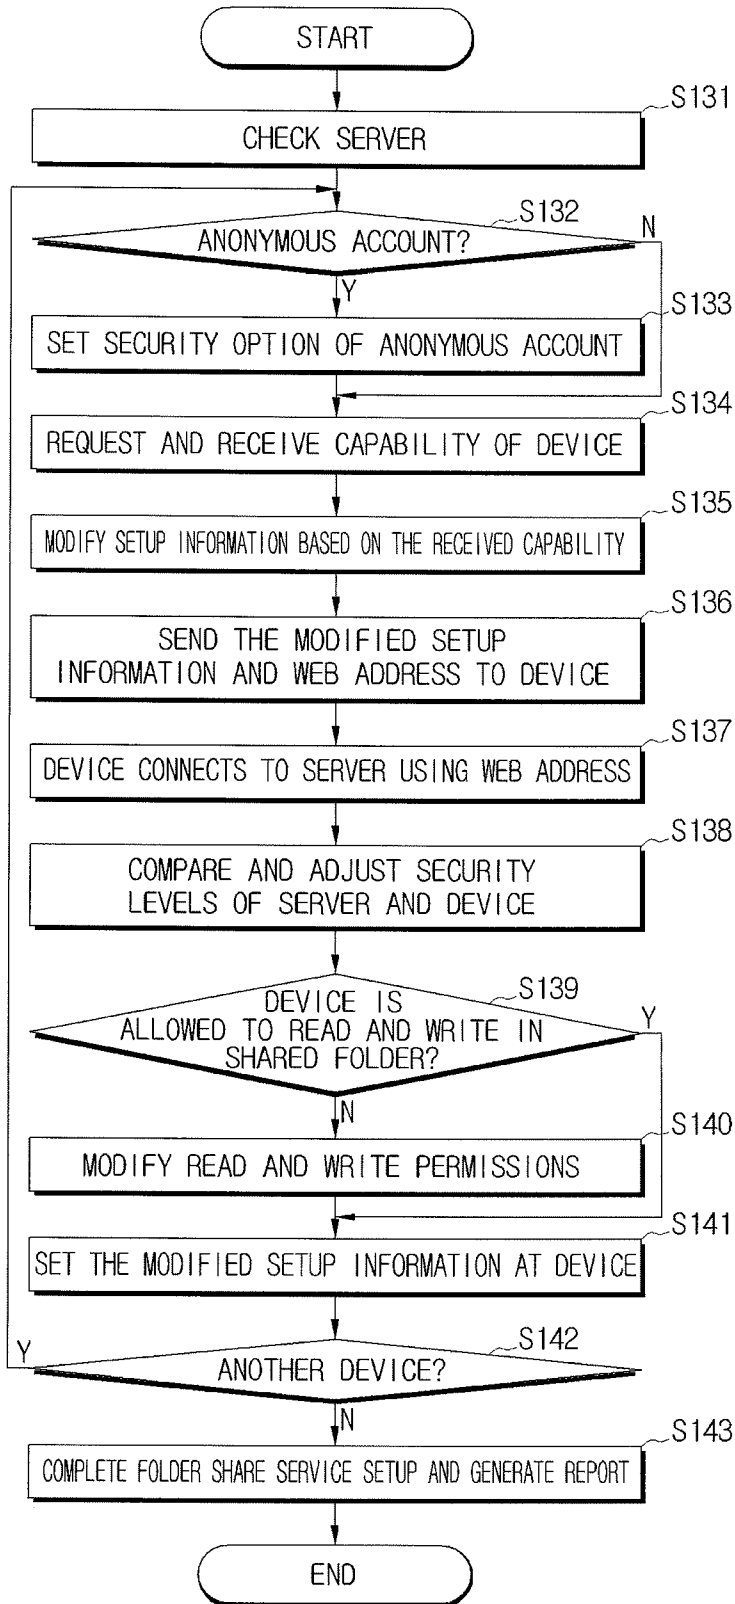 START
S131
CHECK SERVER
S132
ANONYMOUS ACCOUNT?
N
Y
S133
SET SECURITY OPTION OF ANONYMOUS ACCOUNT
S134
REQUEST AND RECEIVE CAPABILITY OF DEVICE
S135
MODIFY SETUP INFORMATION BASED ON THE RECEIVED CAPABILITY
S136
SEND THE MODIFIED SETUP
INFORMATION AND WEB ADDRESS TO DEVICE
S137
DEVICE CONNECTS TO SERVER USING WEB ADDRESS
S138
COMPARE AND ADJUST SECURITY
LEVELS OF SERVER AND DEVICE
S139
DEVICE IS
ALLOWED TO READ AND WRITE IN
SHARED FOLDER?
Y
N
S140
MODIFY READ AND WRITE PERMISSIONS
S141
SET THE MODIFIED SETUP INFORMATION AT DEVICE
S142
Y
ANOTHER DEVICE?
N
S143
COMPLETE FOLDER SHARE SERVICE SETUP AND GENERATE REPORT
END